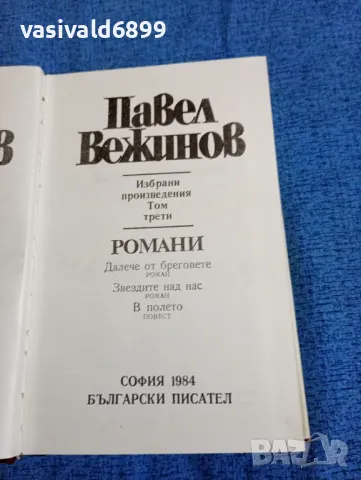 vasivald6899
В
ПАВЕЛ
ВЕЖИНОВ
Избрани
произведения
Том
трети
РОМАНИ
Далече от бреговете
РОМАН
Звездите над нас
РОМАН
В полето
ПОВЕСТ
СОФИЯ 1984
БЪЛГАРСКИ ПИСАТЕЛ
BAZAR